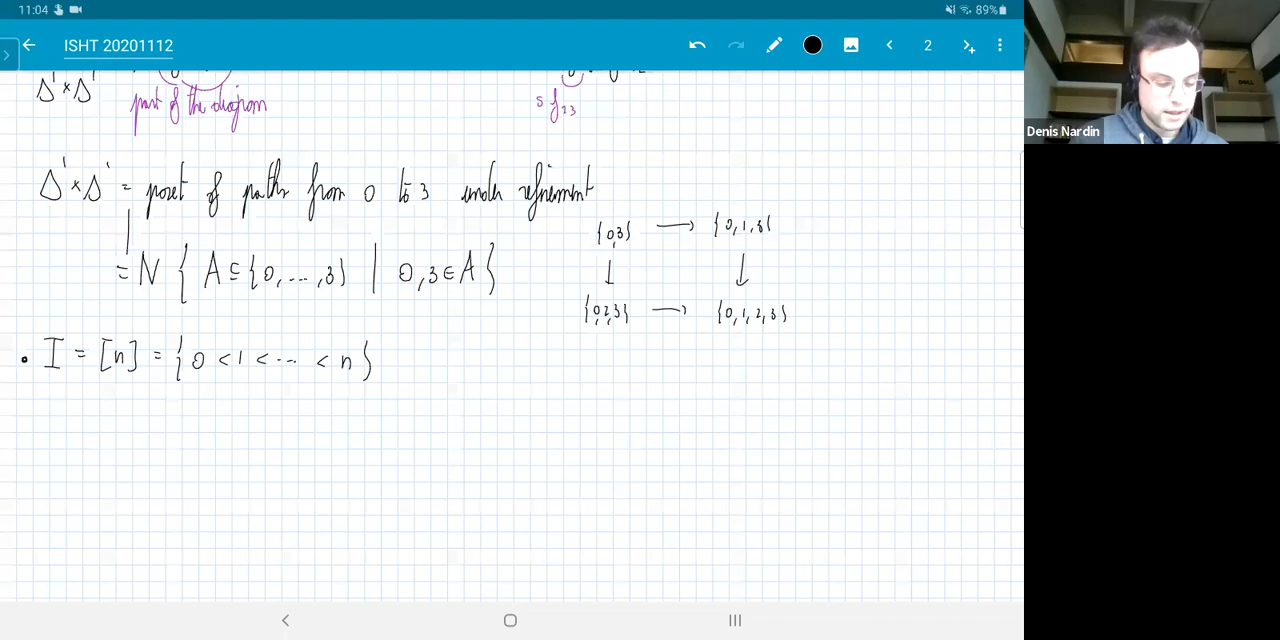 11:04 89%
ISHT 20201112 2
Δ¹ × Δ¹
part of the diagram
s f₂₃
Denis Nardin
Δ¹ × Δ¹ = poset of paths from 0 to 3 under refinement
{0,3} → {0,1,3}
= N { A ⊆ {0, ..., 3} | 0, 3 ∈ A }
↓ ↓
{0,2,3} → {0,1,2,3}
• I = [n] = { 0 < 1 < ... < n }